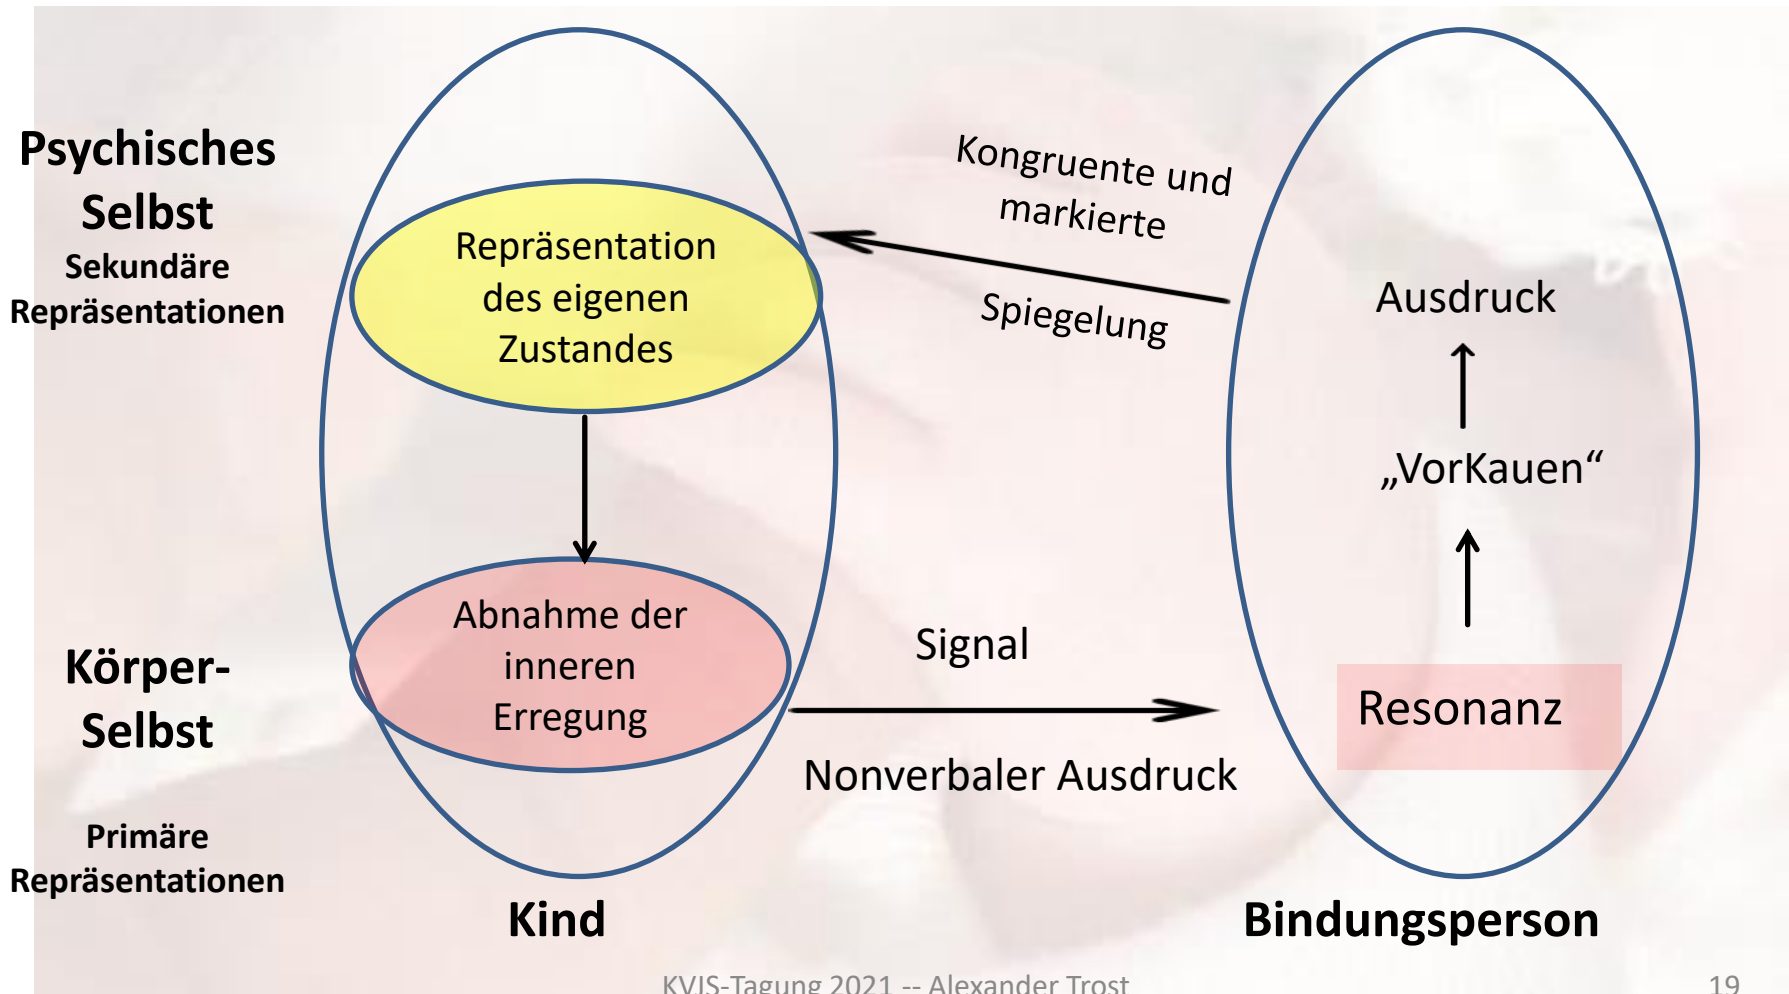 Psychisches
Selbst
Sekundäre
Repräsentationen
Repräsentation
des eigenen
Zustandes
Kongruente und
markierte
Spiegelung
Ausdruck
„VorKauen“
Resonanz
Körper-
Selbst
Primäre
Repräsentationen
Abnahme der
inneren
Erregung
Signal
Nonverbaler Ausdruck
Kind
Bindungsperson
KVJS-Tagung 2021 -- Alexander Trost
19